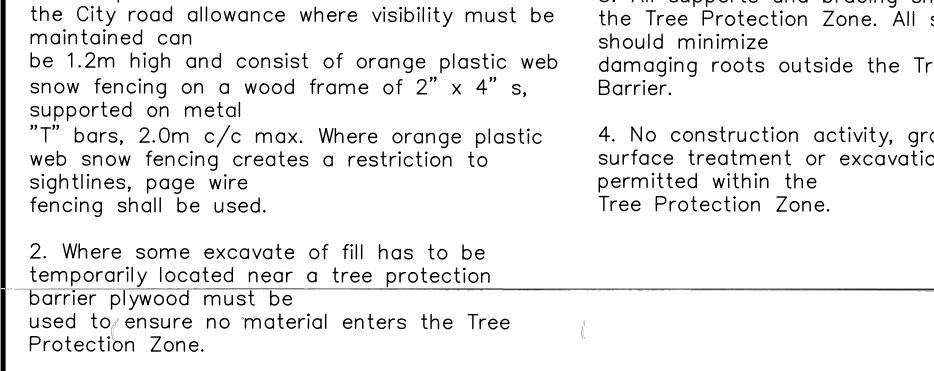 the City road allowance where visibility must be
maintained can
be 1.2m high and consist of orange plastic web
snow fencing on a wood frame of 2" x 4" s,
supported on metal
"T" bars, 2.0m c/c max. Where orange plastic
web snow fencing creates a restriction to
sightlines, page wire
fencing shall be used.
2. Where some excavate of fill has to be
temporarily located near a tree protection
barrier plywood must be
used to ensure no material enters the Tree
Protection Zone.
the Tree Protection Zone. All
should minimize
damaging roots outside the
Barrier.
4. No construction activity,
surface treatment or
permitted within the
Tree Protection Zone.